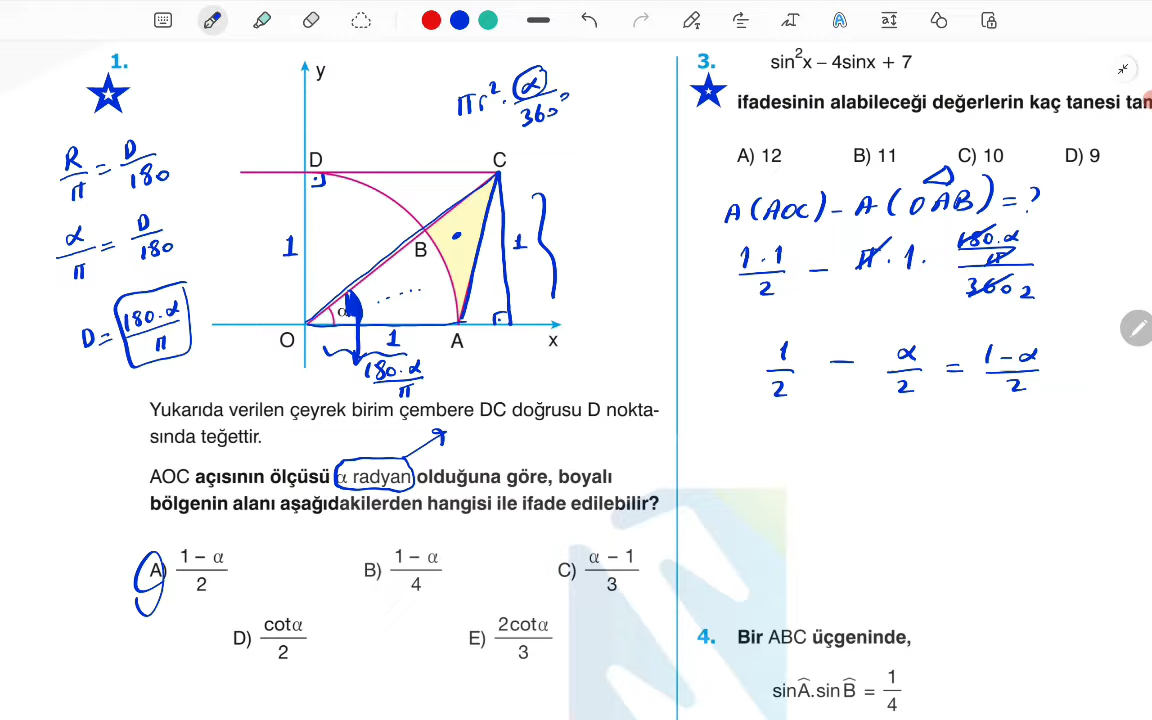 1.
y
πr² · α/360°
R/π = D/180
α/π = D/180
D = 180·α/π
D
C
1
B
1
α
O
1
A
x
180·α/π
Yukarıda verilen çeyrek birim çembere DC doğrusu D nokta-
sında teğettir.
AOC açısının ölçüsü α radyan olduğuna göre, boyalı
bölgenin alanı aşağıdakilerden hangisi ile ifade edilebilir?
A) (1 − α)/2
B) (1 − α)/4
C) (α − 1)/3
D) cotα/2
E) 2cotα/3
3.
sin²x – 4sinx + 7
ifadesinin alabileceği değerlerin kaç tanesi tam
A) 12
B) 11
C) 10
D) 9
A(AOC) − A(OAB) = ?
1·1/2 − π·1· (180·α/π)/360 2
1/2 − α/2 = (1−α)/2
4.
Bir ABC üçgeninde,
sinÂ.sinB̂ = 1/4